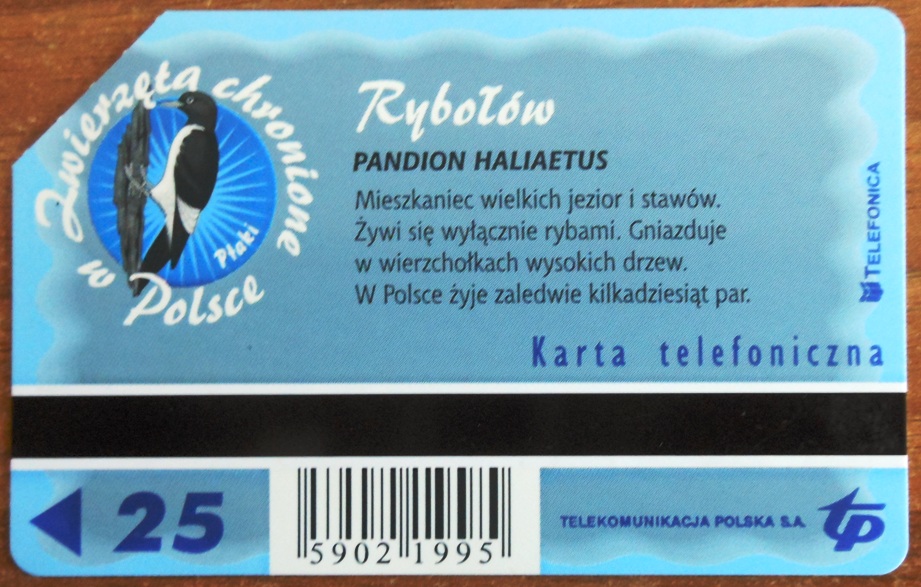 Zwierzęta chronione
w Polsce
Ptaki
Rybołów
PANDION HALIAETUS
Mieszkaniec wielkich jezior i stawów.
Żywi się wyłącznie rybami. Gniazduje
w wierzchołkach wysokich drzew.
W Polsce żyje zaledwie kilkadziesiąt par.
TELEFONICA
Karta telefoniczna
25
5902 1995
TELEKOMUNIKACJA POLSKA S.A.
tp